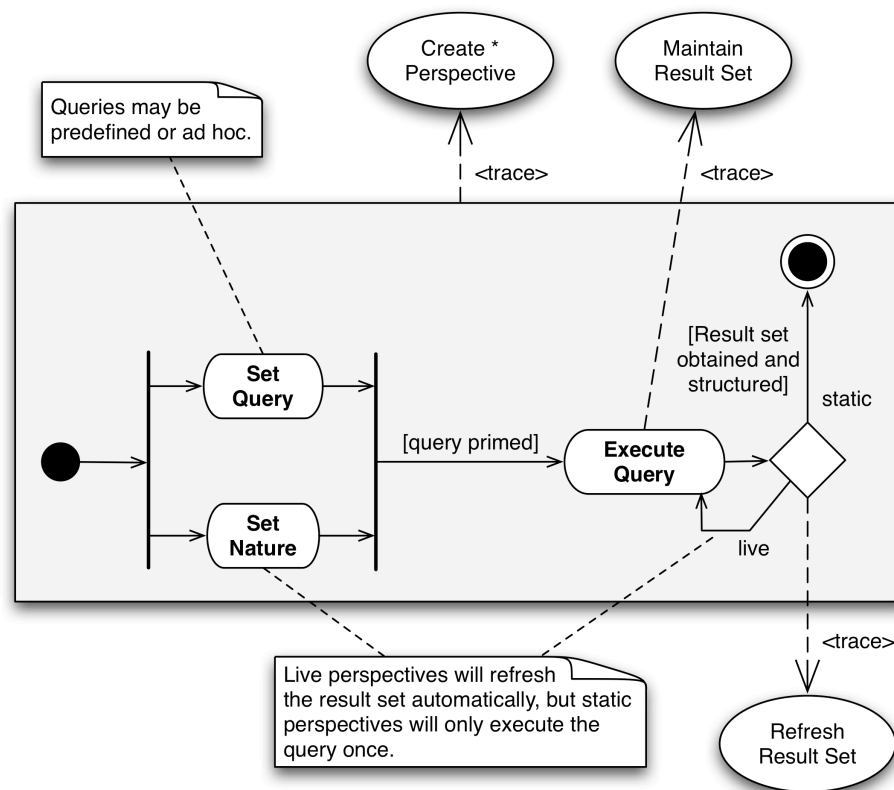 Create *
Perspective
Maintain
Result Set
Queries may be
predefined or ad hoc.
<trace>
<trace>
[Result set
obtained and
structured]
static
Set
Query
[query primed]
Execute
Query
Set
Nature
live
<trace>
Live perspectives will refresh
the result set automatically, but static
perspectives will only execute the
query once.
Refresh
Result Set